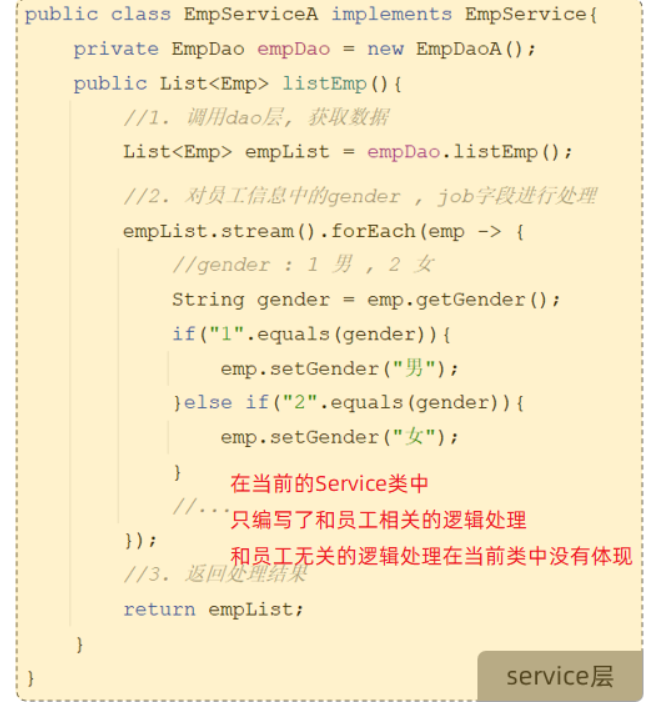 public class EmpServiceA implements EmpService{
private EmpDao empDao = new EmpDaoA();
public List<Emp> listEmp(){
//1. 调用dao层, 获取数据
List<Emp> empList = empDao.listEmp();
//2. 对员工信息中的gender , job字段进行处理
empList.stream().forEach(emp -> {
//gender : 1 男 , 2 女
String gender = emp.getGender();
if("1".equals(gender)){
emp.setGender("男");
}else if("2".equals(gender)){
emp.setGender("女");
}
在当前的Service类中
//...
只编写了和员工相关的逻辑处理
});
和员工无关的逻辑处理在当前类中没有体现
//3. 返回处理结果
return empList;
}
}
service层